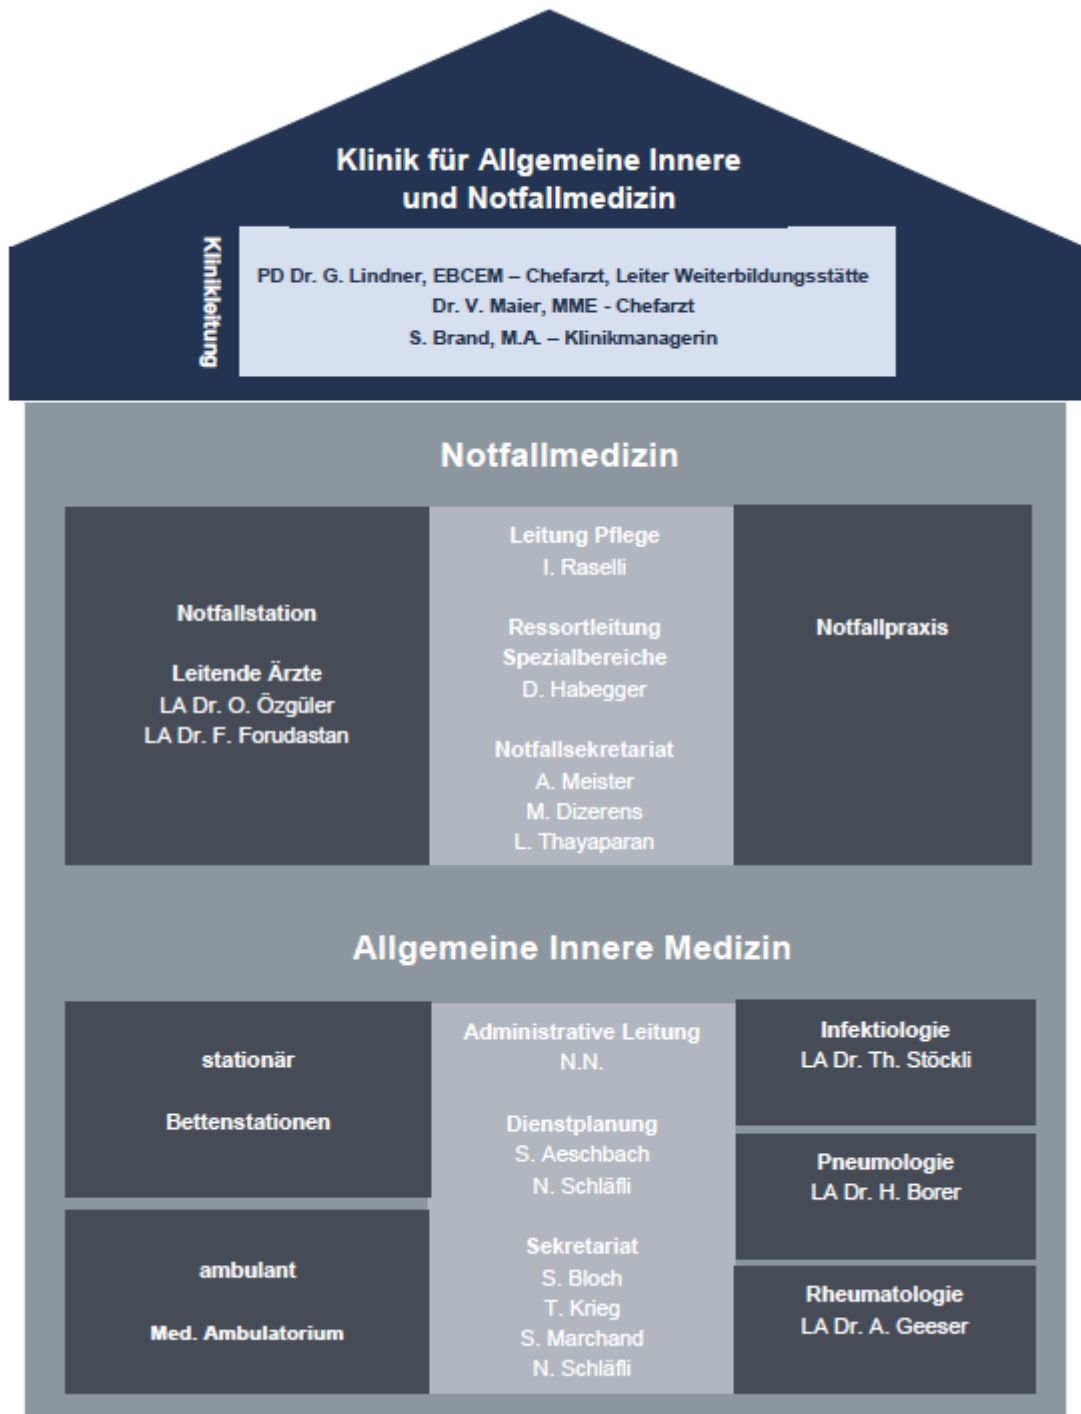 Klinik für Allgemeine Innere
und Notfallmedizin
Klinikleitung
PD Dr. G. Lindner, EBCEM – Chefarzt, Leiter Weiterbildungsstätte
Dr. V. Maier, MME - Chefarzt
S. Brand, M.A. – Klinikmanagerin
Notfallmedizin
Notfallstation
Leitende Ärzte
LA Dr. O. Özgüler
LA Dr. F. Forudastan
Leitung Pflege
I. Raselli
Ressortleitung
Spezialbereiche
D. Habegger
Notfallsekretariat
A. Meister
M. Dizerens
L. Thayaparan
Notfallpraxis
Allgemeine Innere Medizin
stationär
Bettenstationen
ambulant
Med. Ambulatorium
Administrative Leitung
N.N.
Dienstplanung
S. Aeschbach
N. Schläfli
Sekretariat
S. Bloch
T. Krieg
S. Marchand
N. Schläfli
Infektiologie
LA Dr. Th. Stöckli
Pneumologie
LA Dr. H. Borer
Rheumatologie
LA Dr. A. Geeser